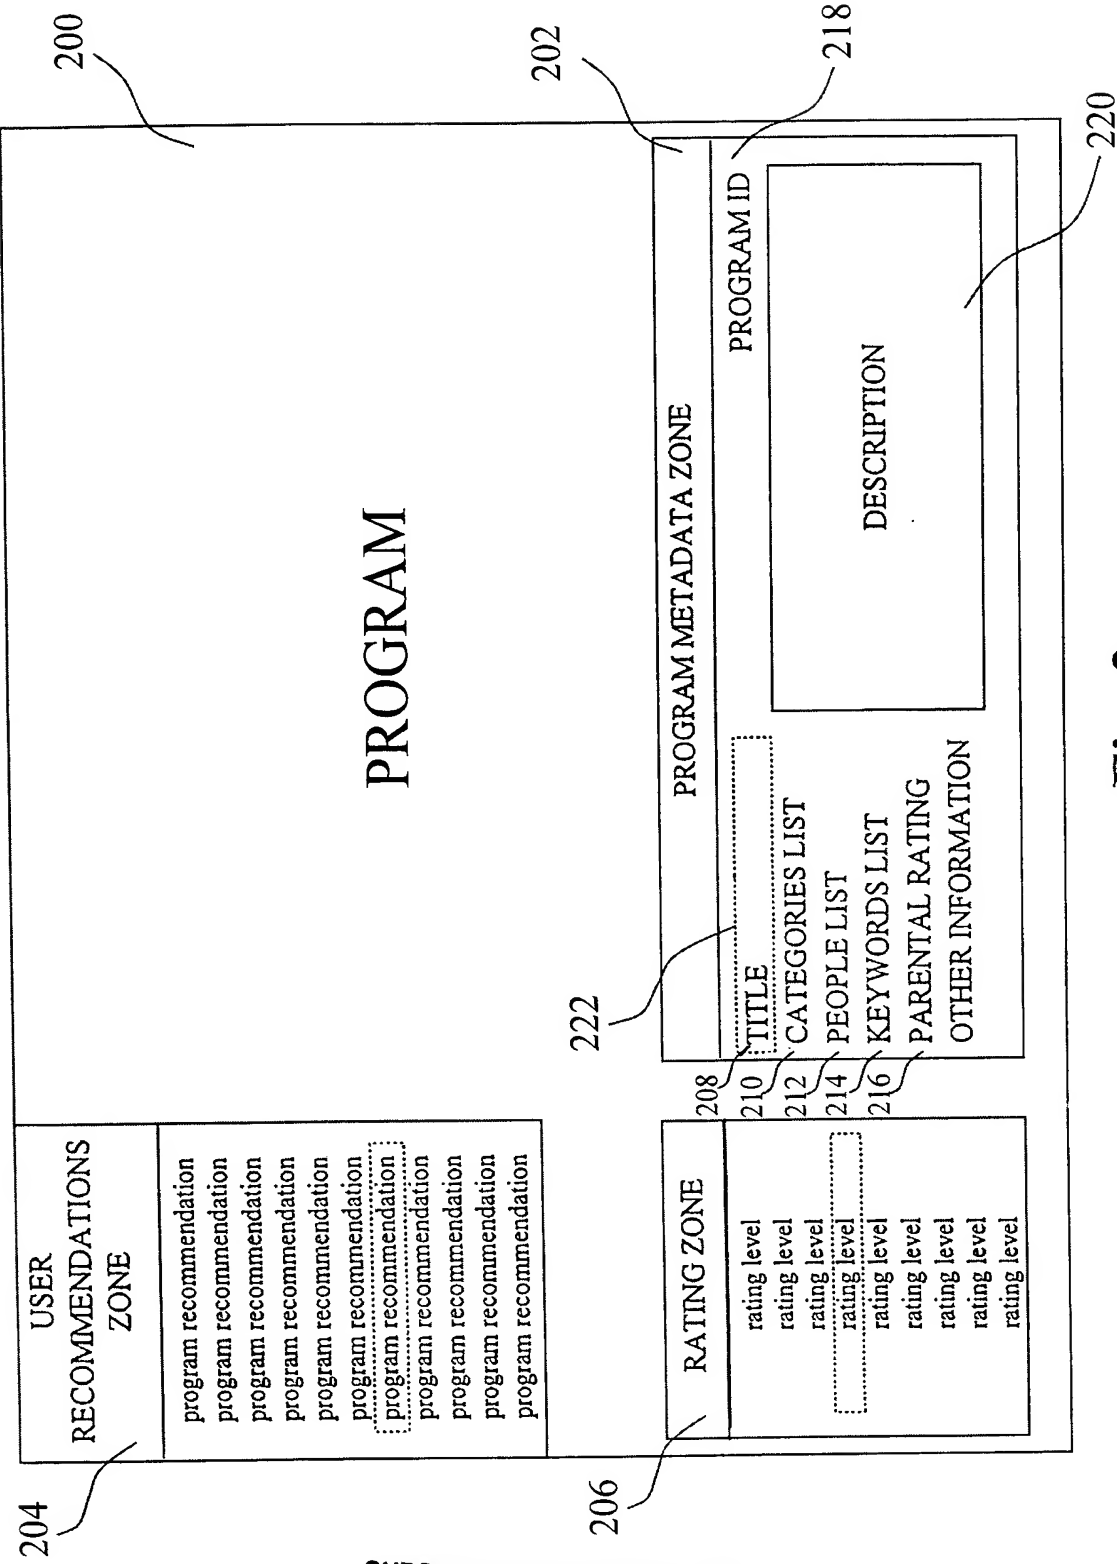 200
PROGRAM
204
USER
RECOMMENDATIONS
ZONE
program recommendation
program recommendation
program recommendation
program recommendation
program recommendation
program recommendation
program recommendation
program recommendation
program recommendation
program recommendation
program recommendation
206
RATING ZONE
rating level
rating level
rating level
rating level
rating level
rating level
rating level
rating level
rating level
202
PROGRAM METADATA ZONE
222
208 TITLE
210 CATEGORIES LIST
212 PEOPLE LIST
214 KEYWORDS LIST
216 PARENTAL RATING
OTHER INFORMATION
PROGRAM ID
218
DESCRIPTION
220